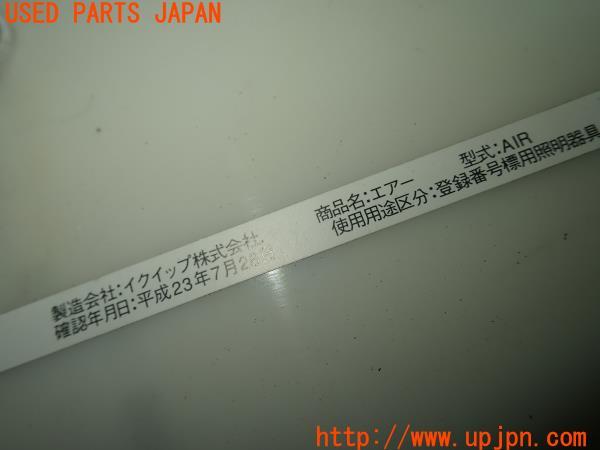 USED PARTS JAPAN
製造会社:イクイップ株式会社 商品名:エアー 型式:AIR
確認年月日:平成23年7月28日 使用用途区分:登録番号標用照明器具
http://www.upjpn.com/